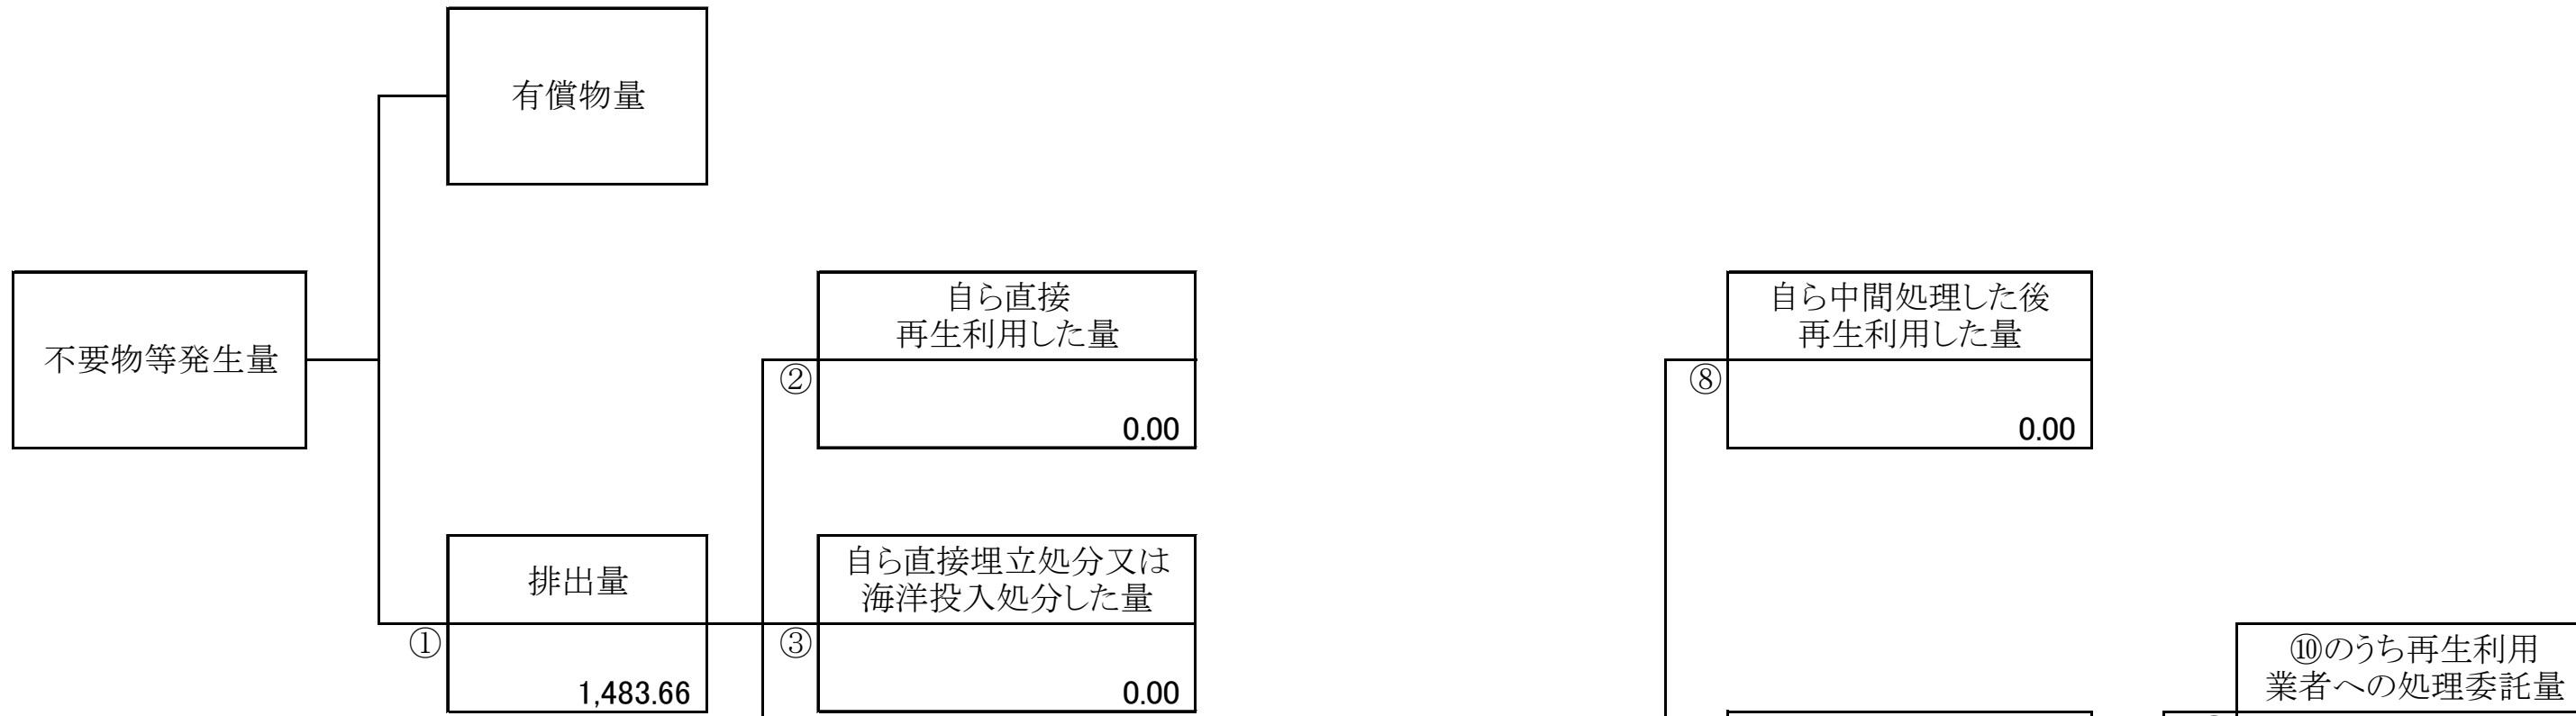 有償物量
不要物等発生量
自ら直接
再生利用した量
②
0.00
自ら中間処理した後
再生利用した量
⑧
0.00
排出量
①
1,483.66
自ら直接埋立処分又は
海洋投入処分した量
③
0.00
⑩のうち再生利用
業者への処理委託量